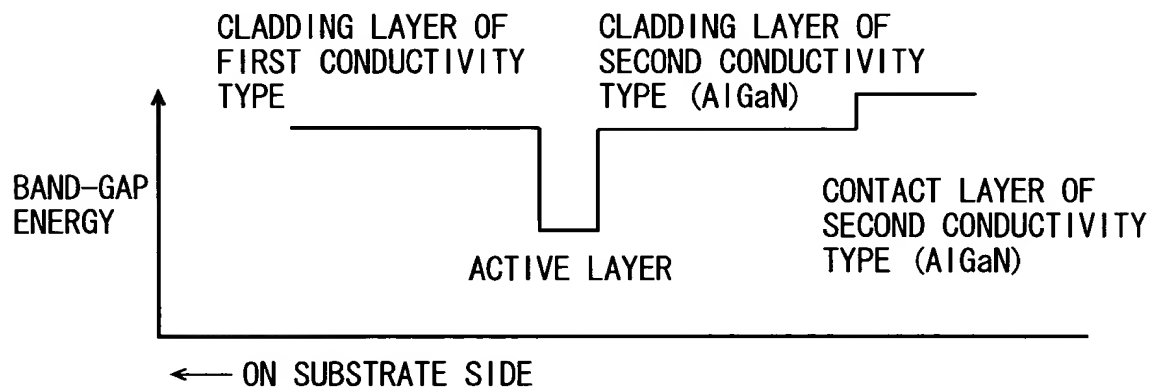 CLADDING LAYER OF
FIRST CONDUCTIVITY
TYPE
CLADDING LAYER OF
SECOND CONDUCTIVITY
TYPE (AlGaN)
BAND-GAP
ENERGY
CONTACT LAYER OF
SECOND CONDUCTIVITY
TYPE (AlGaN)
ACTIVE LAYER
ON SUBSTRATE SIDE